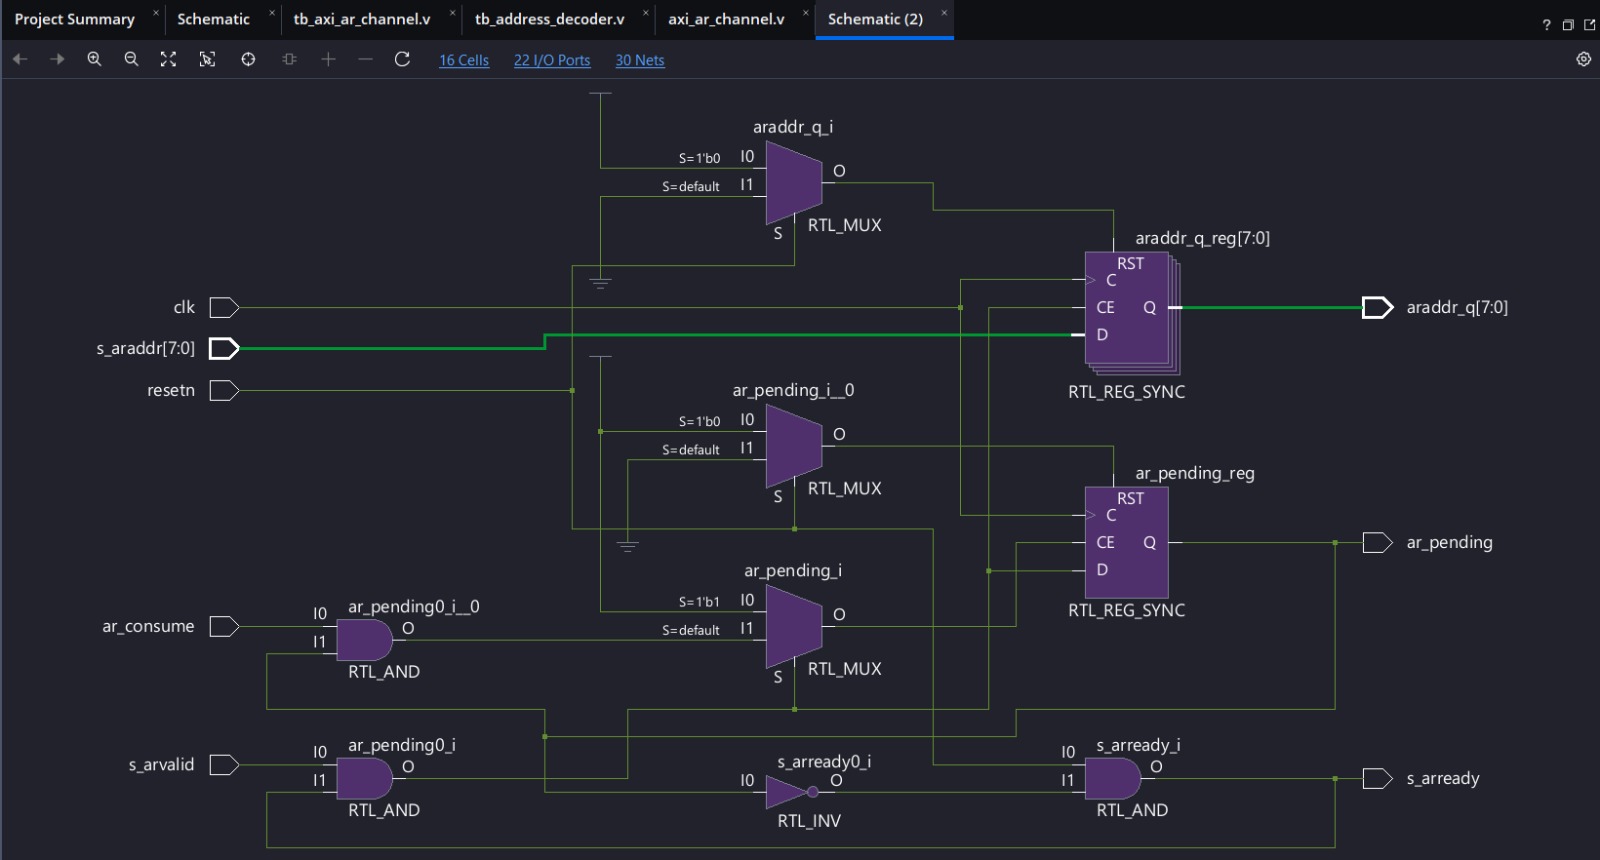 Project Summary × Schematic × tb_axi_ar_channel.v × tb_address_decoder.v × axi_ar_channel.v × Schematic (2) ×
?
16 Cells 22 I/O Ports 30 Nets
araddr_q_i
S=1'b0 I0
S=default I1
O
S
RTL_MUX
araddr_q_reg[7:0]
RST
C
CE
D
Q
RTL_REG_SYNC
clk
s_araddr[7:0]
resetn
araddr_q[7:0]
ar_pending_i__0
S=1'b0 I0
S=default I1
O
S
RTL_MUX
ar_pending_reg
RST
C
CE
D
Q
RTL_REG_SYNC
ar_pending
ar_pending_i
S=1'b1 I0
S=default I1
O
S
RTL_MUX
ar_consume
ar_pending0_i__0
I0
I1
O
RTL_AND
s_arvalid
ar_pending0_i
I0
I1
O
RTL_AND
s_arready0_i
I0
O
RTL_INV
s_arready_i
I0
I1
O
RTL_AND
s_arready